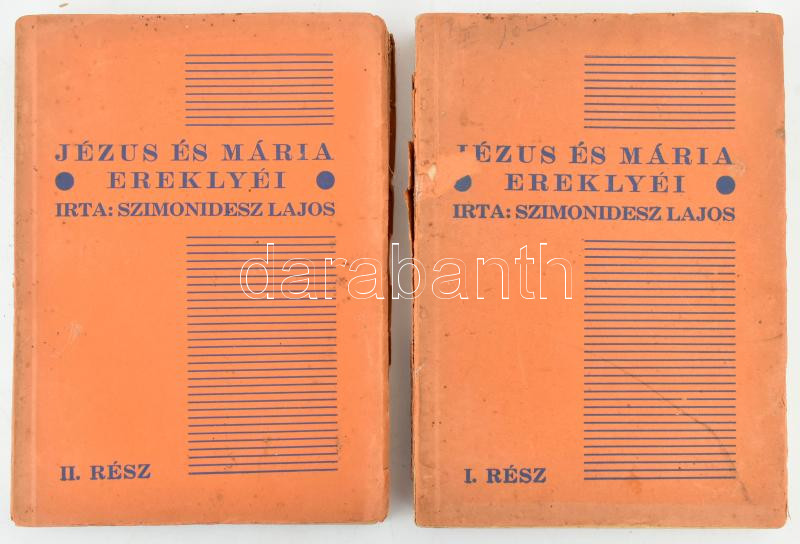 JÉZUS ÉS MÁRIA
EREKLYÉI
IRTA: SZIMONIDESZ LAJOS
II. RÉSZ
JÉZUS ÉS MÁRIA
EREKLYÉI
IRTA: SZIMONIDESZ LAJOS
I. RÉSZ
darabanth